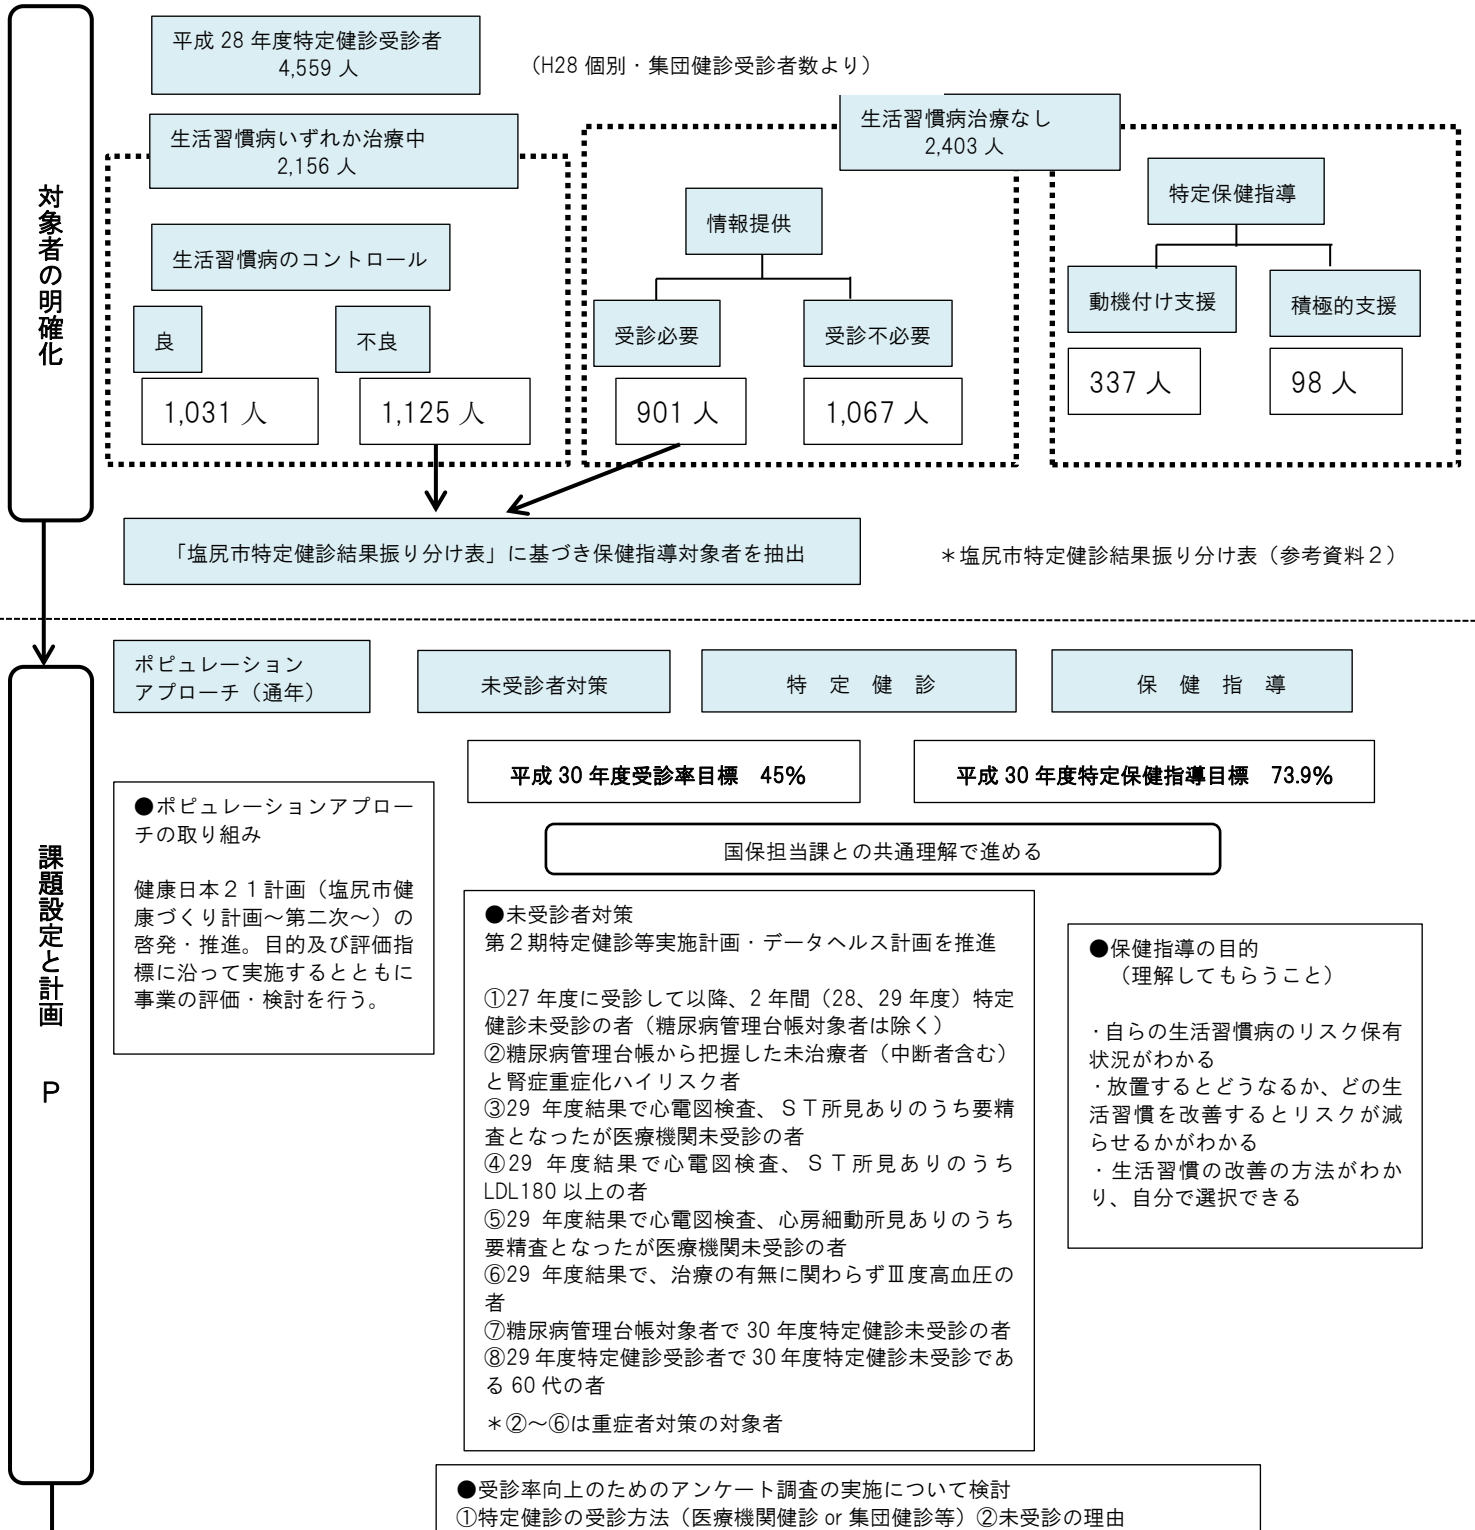 対象者の明確化
平成 28 年度特定健診受診者
4,559 人
（H28 個別・集団健診受診者数より）
生活習慣病いずれか治療中
2,156 人
生活習慣病のコントロール
良
不良
1,031 人
1,125 人
生活習慣病治療なし
2,403 人
情報提供
受診必要
受診不必要
901 人
1,067 人
特定保健指導
動機付け支援
積極的支援
337 人
98 人
「塩尻市特定健診結果振り分け表」に基づき保健指導対象者を抽出
＊塩尻市特定健診結果振り分け表（参考資料２）
課題設定と計画　P
ポピュレーション
アプローチ（通年）
未受診者対策
特　定　健　診
保　健　指　導
平成 30 年度受診率目標　45%
平成 30 年度特定保健指導目標　73.9%
国保担当課との共通理解で進める
●ポピュレーションアプロー
チの取り組み
健康日本２１計画（塩尻市健
康づくり計画～第二次～）の
啓発・推進。目的及び評価指
標に沿って実施するとともに
事業の評価・検討を行う。
●未受診者対策
第２期特定健診等実施計画・データヘルス計画を推進
①27 年度に受診して以降、2 年間（28、29 年度）特定
健診未受診の者（糖尿病管理台帳対象者は除く）
②糖尿病管理台帳から把握した未治療者（中断者含む）
と腎症重症化ハイリスク者
③29 年度結果で心電図検査、ＳＴ所見ありのうち要精
査となったが医療機関未受診の者
④29 年度結果で心電図検査、ＳＴ所見ありのうち
LDL180 以上の者
⑤29 年度結果で心電図検査、心房細動所見ありのうち
要精査となったが医療機関未受診の者
⑥29 年度結果で、治療の有無に関わらずⅢ度高血圧の
者
⑦糖尿病管理台帳対象者で 30 年度特定健診未受診の者
⑧29 年度特定健診受診者で 30 年度特定健診未受診であ
る 60 代の者
＊②～⑥は重症者対策の対象者
●保健指導の目的
（理解してもらうこと）
・自らの生活習慣病のリスク保有
状況がわかる
・放置するとどうなるか、どの生
活習慣を改善するとリスクが減
らせるかがわかる
・生活習慣の改善の方法がわか
り、自分で選択できる
●受診率向上のためのアンケート調査の実施について検討
①特定健診の受診方法（医療機関健診 or 集団健診等）②未受診の理由